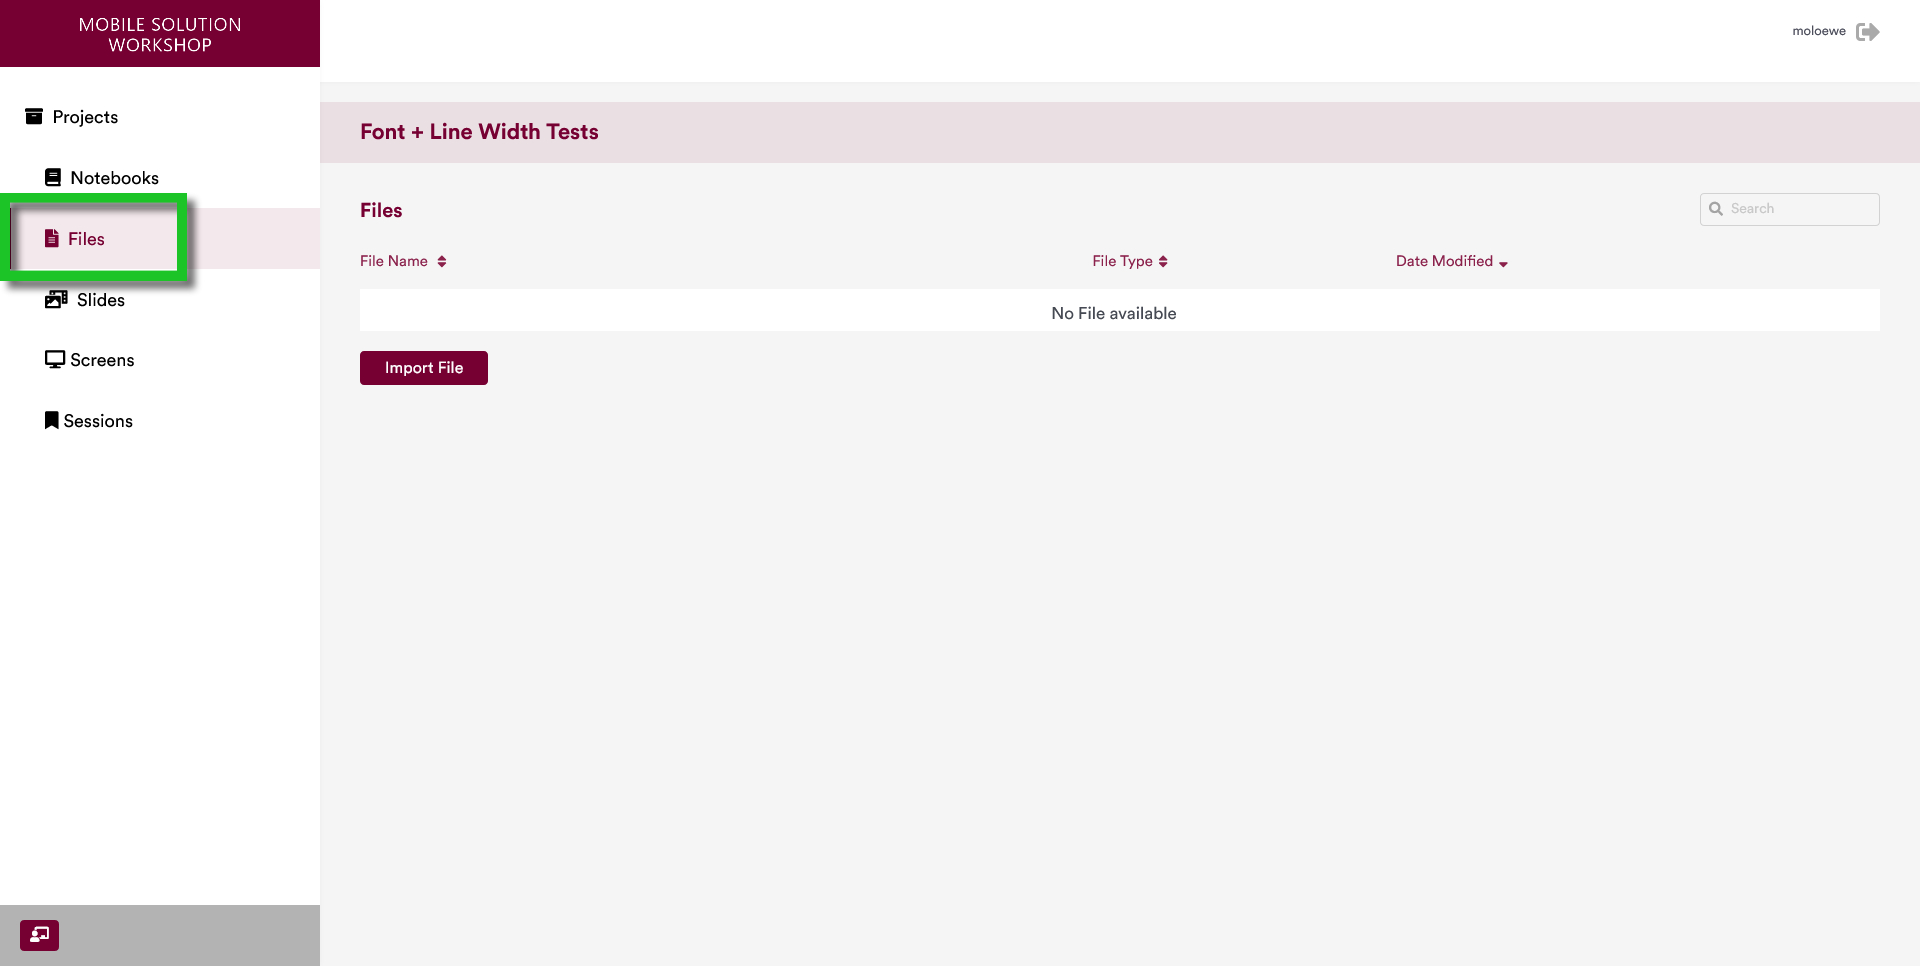 MOBILE SOLUTION
WORKSHOP
moloewe
Projects
Notebooks
Files
Slides
Screens
Sessions
Font + Line Width Tests
Files
Search
File Name
File Type
Date Modified
No File available
Import File